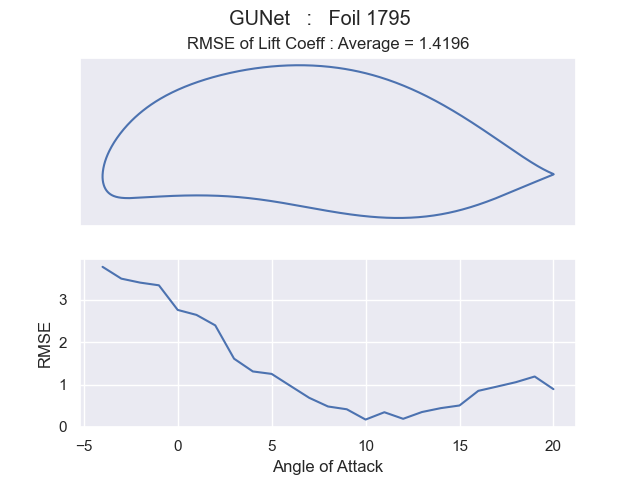 GUNet   :   Foil 1795
RMSE of Lift Coeff : Average = 1.4196
3
2
1
0
RMSE
−5
0
5
10
15
20
Angle of Attack